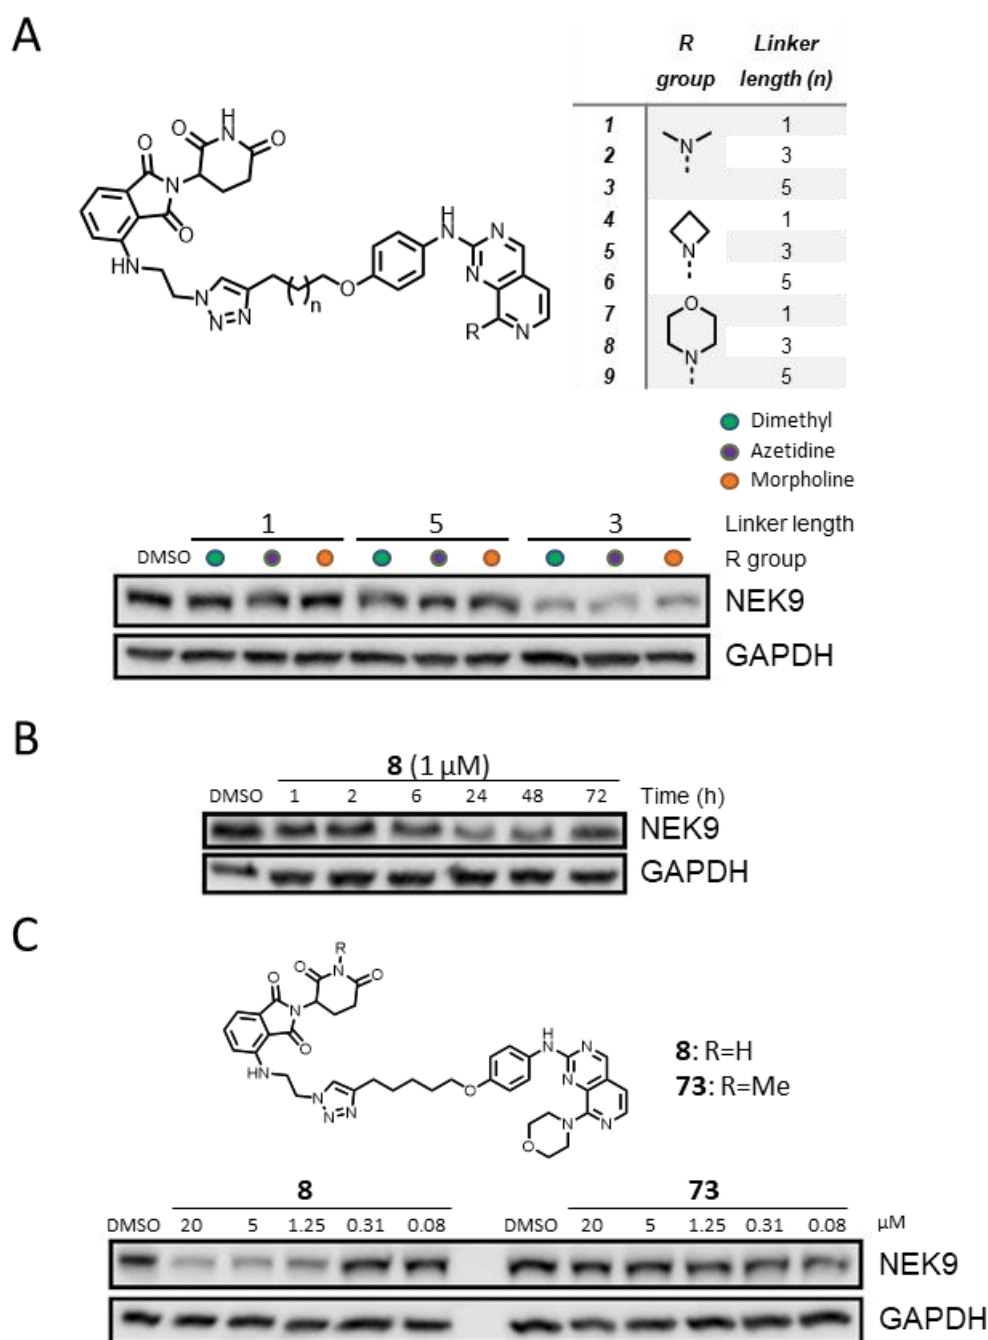 A
R group
Linker length (n)
1 1
2 3
3 5
4 1
5 3
6 5
7 1
8 3
9 5
N
N
O
N
H
N
O
O
O
N
O
HN
N
N
N
n
O
H
N
N
N
N
R
Dimethyl
Azetidine
Morpholine
1 5 3 Linker length
DMSO R group
NEK9
GAPDH
B
8 (1 µM)
DMSO 1 2 6 24 48 72 Time (h)
NEK9
GAPDH
C
R
N
O
O
O
N
O
HN
N
N
N
O
H
N
N
N
N
N
O
8: R=H
73: R=Me
8 73
DMSO 20 5 1.25 0.31 0.08 DMSO 20 5 1.25 0.31 0.08 µM
NEK9
GAPDH